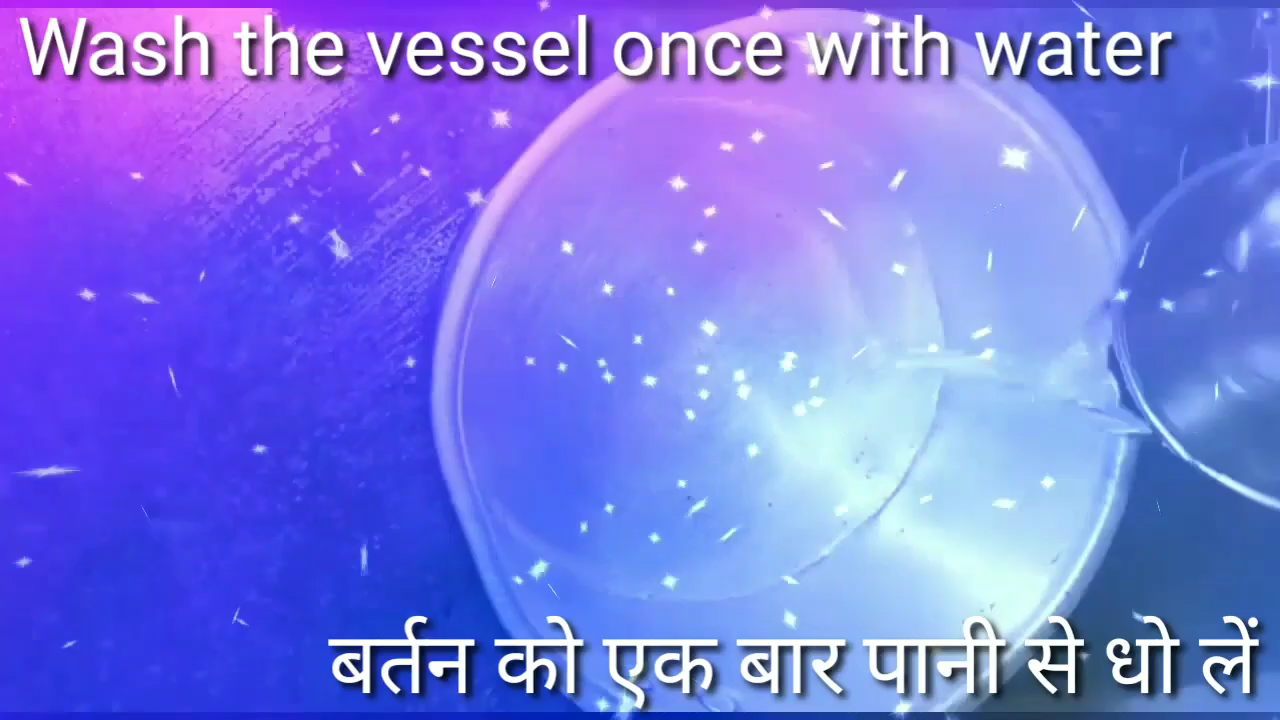 Wash the vessel once with water
बर्तन को एक बार पानी से धो लें